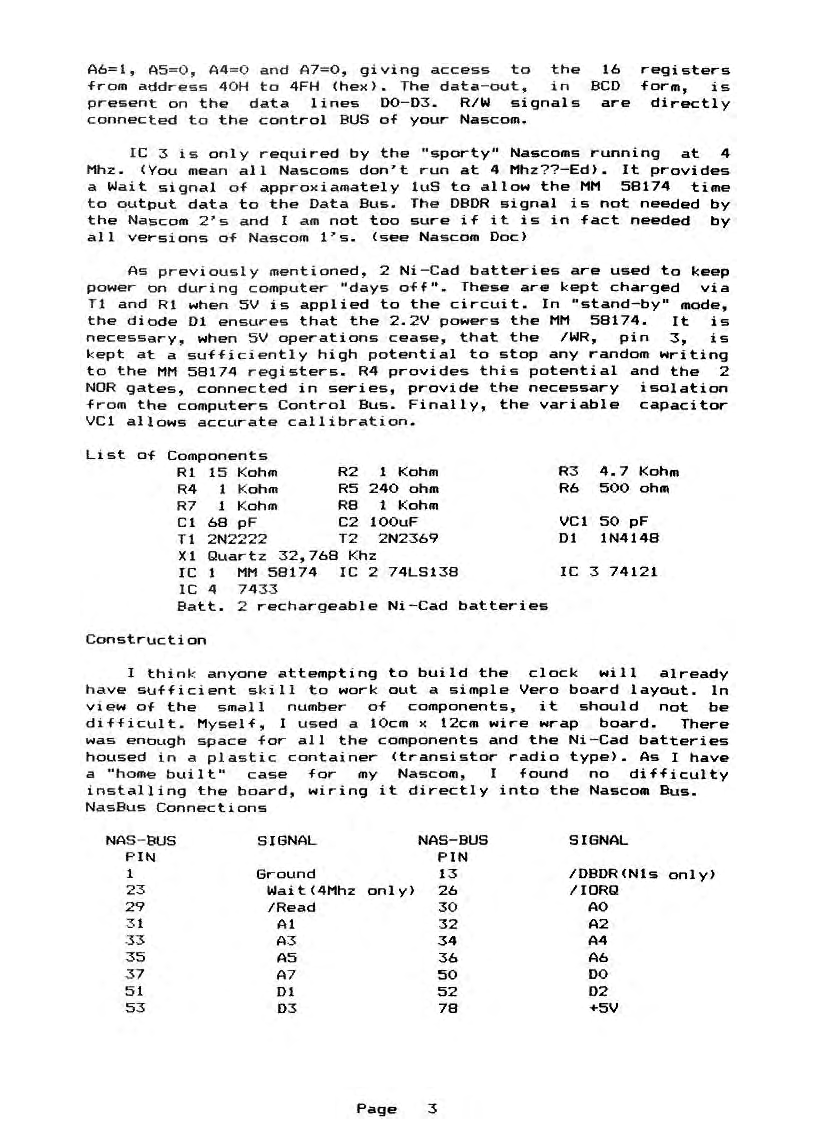 A6=1, A5=0, A4=0 and A7=0, giving access to the 16 registers
from address 40H to 4FH (hex). The data-out, in BCD form, is
present on the data lines D0-D3. R/W signals are directly
connected to the control BUS of your Nascom.
IC 3 is only required by the "sporty" Nascoms running at 4
Mhz. (You mean all Nascoms don't run at 4 Mhz??-Ed). It provides
a Wait signal of approxiamately 1uS to allow the MM 58174 time
to output data to the Data Bus. The DBDR signal is not needed by
the Nascom 2's and I am not too sure if it is in fact needed by
all versions of Nascom 1's. (see Nascom Doc)
As previously mentioned, 2 Ni-Cad batteries are used to keep
power on during computer "days off". These are kept charged via
T1 and R1 when 5V is applied to the circuit. In "stand-by" mode,
the diode D1 ensures that the 2.2V powers the MM 58174. It is
necessary, when 5V operations cease, that the /WR, pin 3, is
kept at a sufficiently high potential to stop any random writing
to the MM 58174 registers. R4 provides this potential and the 2
NOR gates, connected in series, provide the necessary isolation
from the computers Control Bus. Finally, the variable capacitor
VC1 allows accurate callibration.
List of Components
R1 15 Kohm R2 1 Kohm R3 4.7 Kohm
R4 1 Kohm R5 240 ohm R6 500 ohm
R7 1 Kohm R8 1 Kohm
C1 68 pF C2 100uF VC1 50 pF
T1 2N2222 T2 2N2369 D1 1N4148
X1 Quartz 32,768 Khz
IC 1 MM 58174 IC 2 74LS138 IC 3 74121
IC 4 7433
Batt. 2 rechargeable Ni-Cad batteries
Construction
I think anyone attempting to build the clock will already
have sufficient skill to work out a simple Vero board layout. In
view of the small number of components, it should not be
difficult. Myself, I used a 10cm x 12cm wire wrap board. There
was enough space for all the components and the Ni-Cad batteries
housed in a plastic container (transistor radio type). As I have
a "home built" case for my Nascom, I found no difficulty
installing the board, wiring it directly into the Nascom Bus.
NasBus Connections
NAS-BUS SIGNAL NAS-BUS SIGNAL
PIN PIN
1 Ground 13 /DBDR(N1s only)
23 Wait(4Mhz only) 26 /IORQ
29 /Read 30 A0
31 A1 32 A2
33 A3 34 A4
35 A5 36 A6
37 A7 50 D0
51 D1 52 D2
53 D3 78 +5V
Page 3